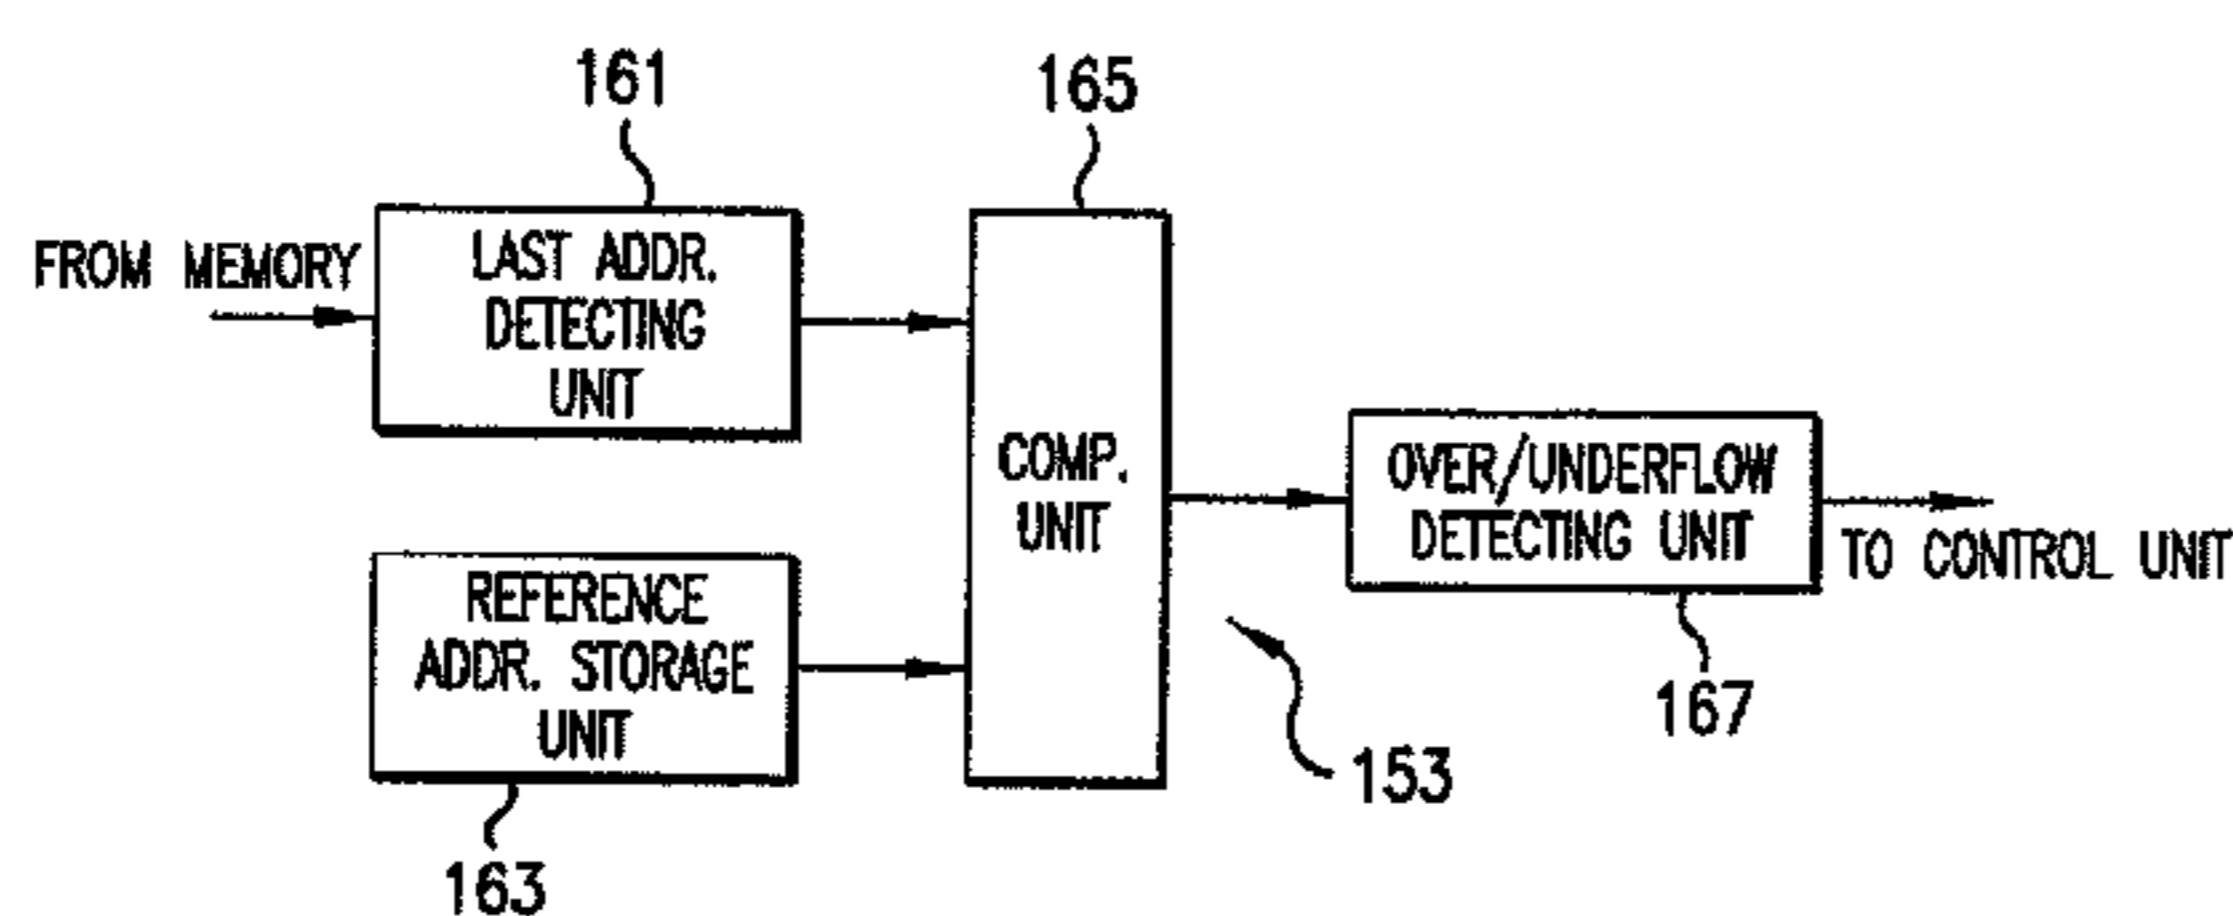 161
165
FROM MEMORY
LAST ADDR.
DETECTING
UNIT
COMP.
UNIT
OVER/UNDERFLOW
DETECTING UNIT
TO CONTROL UNIT
REFERENCE
ADDR. STORAGE
UNIT
167
153
163